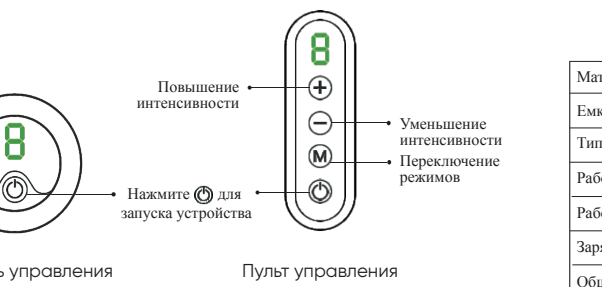 8
8
Повышение
интенсивности
Уменьшение
интенсивности
M
Переключение
режимов
Нажмите для
запуска устройства
управления
Пульт управления